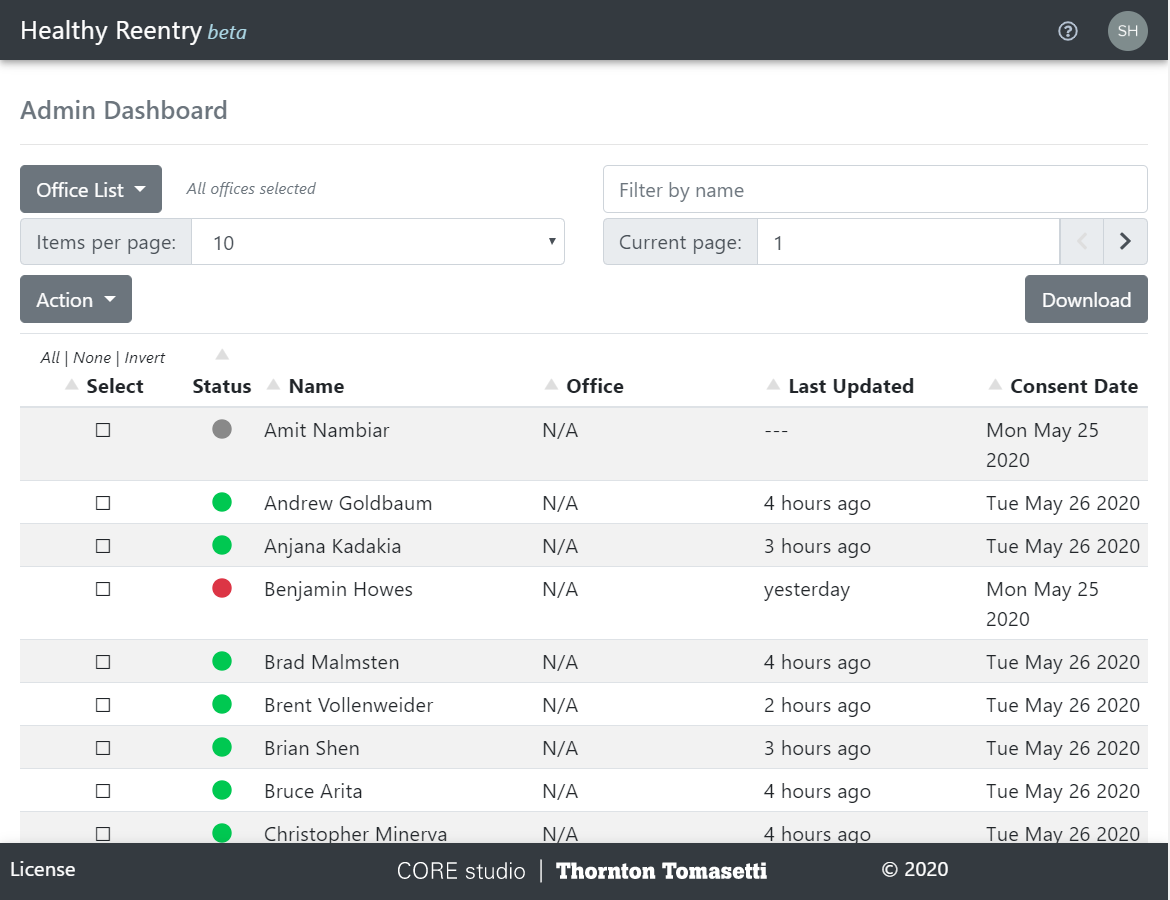 Healthy Reentry beta
SH
Admin Dashboard
Office List All offices selected Filter by name
Items per page: 10 Current page: 1
Action Download
All | None | Invert
Select Status Name Office Last Updated Consent Date
Amit Nambiar N/A --- Mon May 25
2020
Andrew Goldbaum N/A 4 hours ago Tue May 26 2020
Anjana Kadakia N/A 3 hours ago Tue May 26 2020
Benjamin Howes N/A yesterday Mon May 25
2020
Brad Malmsten N/A 4 hours ago Tue May 26 2020
Brent Vollenweider N/A 2 hours ago Tue May 26 2020
Brian Shen N/A 3 hours ago Tue May 26 2020
Bruce Arita N/A 4 hours ago Tue May 26 2020
Christopher Minerva N/A 4 hours ago Tue May 26 2020
License CORE studio | Thornton Tomasetti © 2020